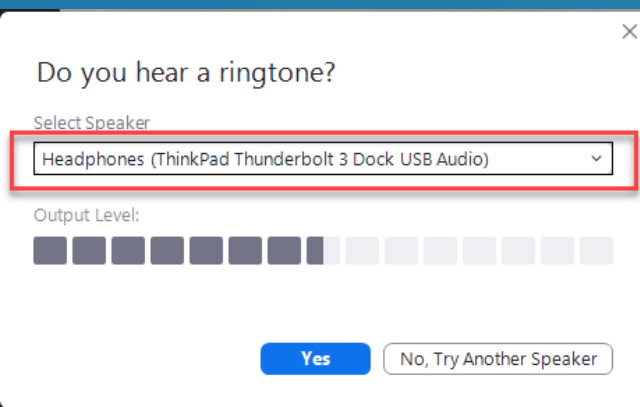 Do you hear a ringtone?
Select Speaker
Headphones (ThinkPad Thunderbolt 3 Dock USB Audio)
Output Level:
Yes
No, Try Another Speaker